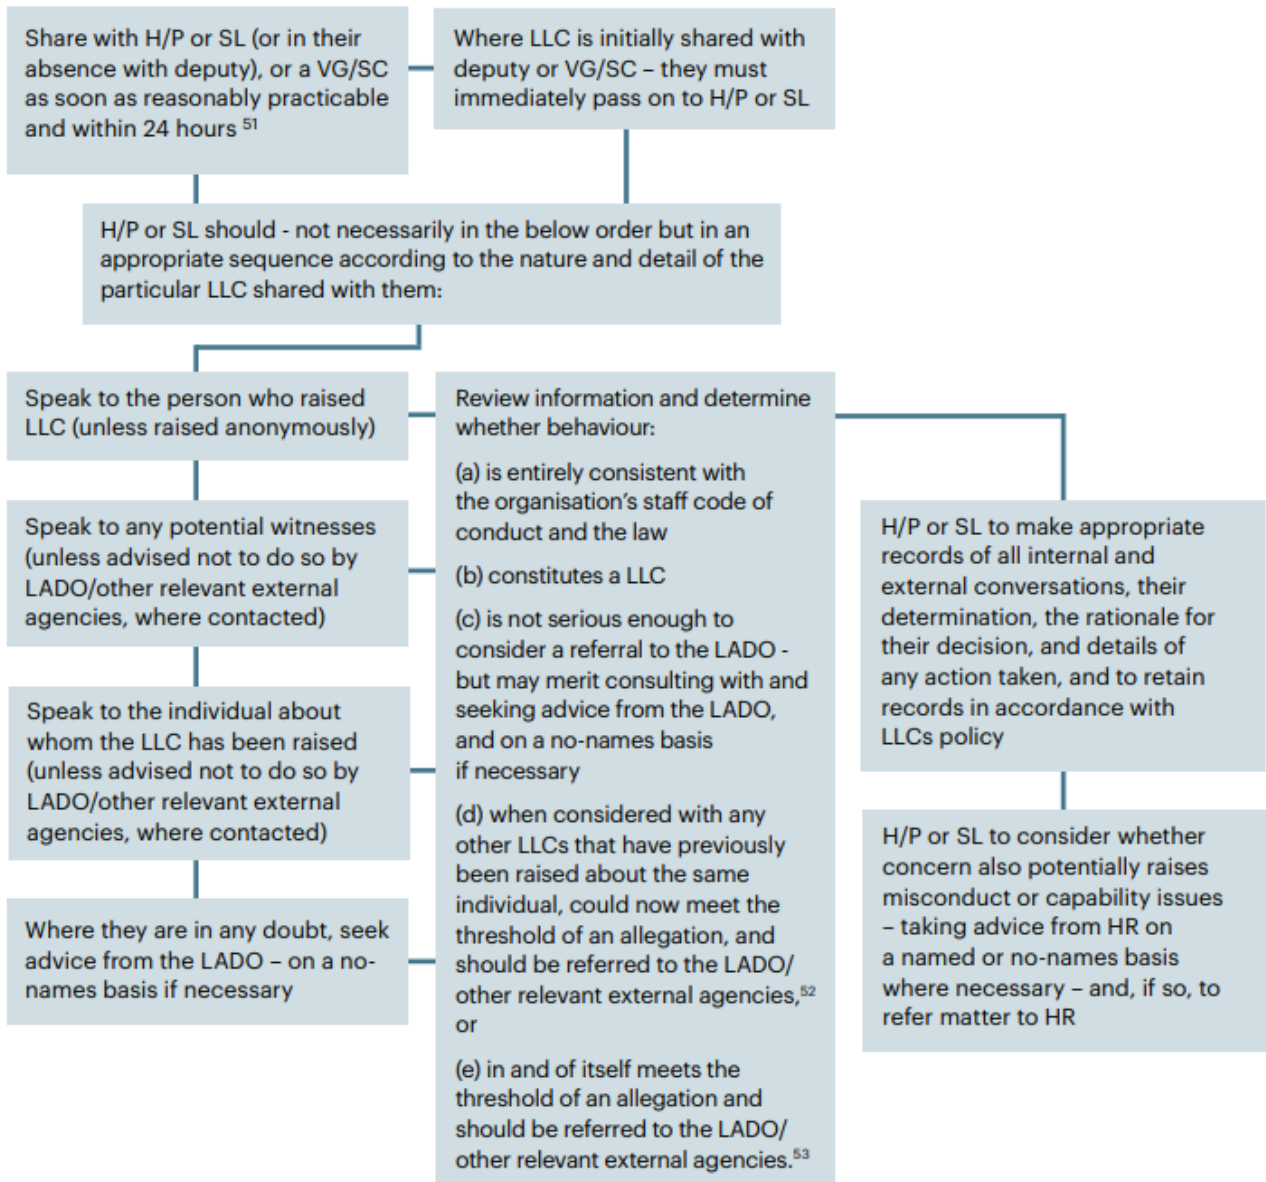 Share with H/P or SL (or in their
absence with deputy), or a VG/SC
as soon as reasonably practicable
and within 24 hours 51
Where LLC is initially shared with
deputy or VG/SC – they must
immediately pass on to H/P or SL
H/P or SL should - not necessarily in the below order but in an
appropriate sequence according to the nature and detail of the
particular LLC shared with them:
Speak to the person who raised
LLC (unless raised anonymously)
Speak to any potential witnesses
(unless advised not to do so by
LADO/other relevant external
agencies, where contacted)
Speak to the individual about
whom the LLC has been raised
(unless advised not to do so by
LADO/other relevant external
agencies, where contacted)
Where they are in any doubt, seek
advice from the LADO – on a no-
names basis if necessary
Review information and determine
whether behaviour:
(a) is entirely consistent with
the organisation’s staff code of
conduct and the law
(b) constitutes a LLC
(c) is not serious enough to
consider a referral to the LADO -
but may merit consulting with and
seeking advice from the LADO,
and on a no-names basis
if necessary
(d) when considered with any
other LLCs that have previously
been raised about the same
individual, could now meet the
threshold of an allegation, and
should be referred to the LADO/
other relevant external agencies,52
or
(e) in and of itself meets the
threshold of an allegation and
should be referred to the LADO/
other relevant external agencies.53
H/P or SL to make appropriate
records of all internal and
external conversations, their
determination, the rationale for
their decision, and details of
any action taken, and to retain
records in accordance with
LLCs policy
H/P or SL to consider whether
concern also potentially raises
misconduct or capability issues
– taking advice from HR on
a named or no-names basis
where necessary – and, if so, to
refer matter to HR